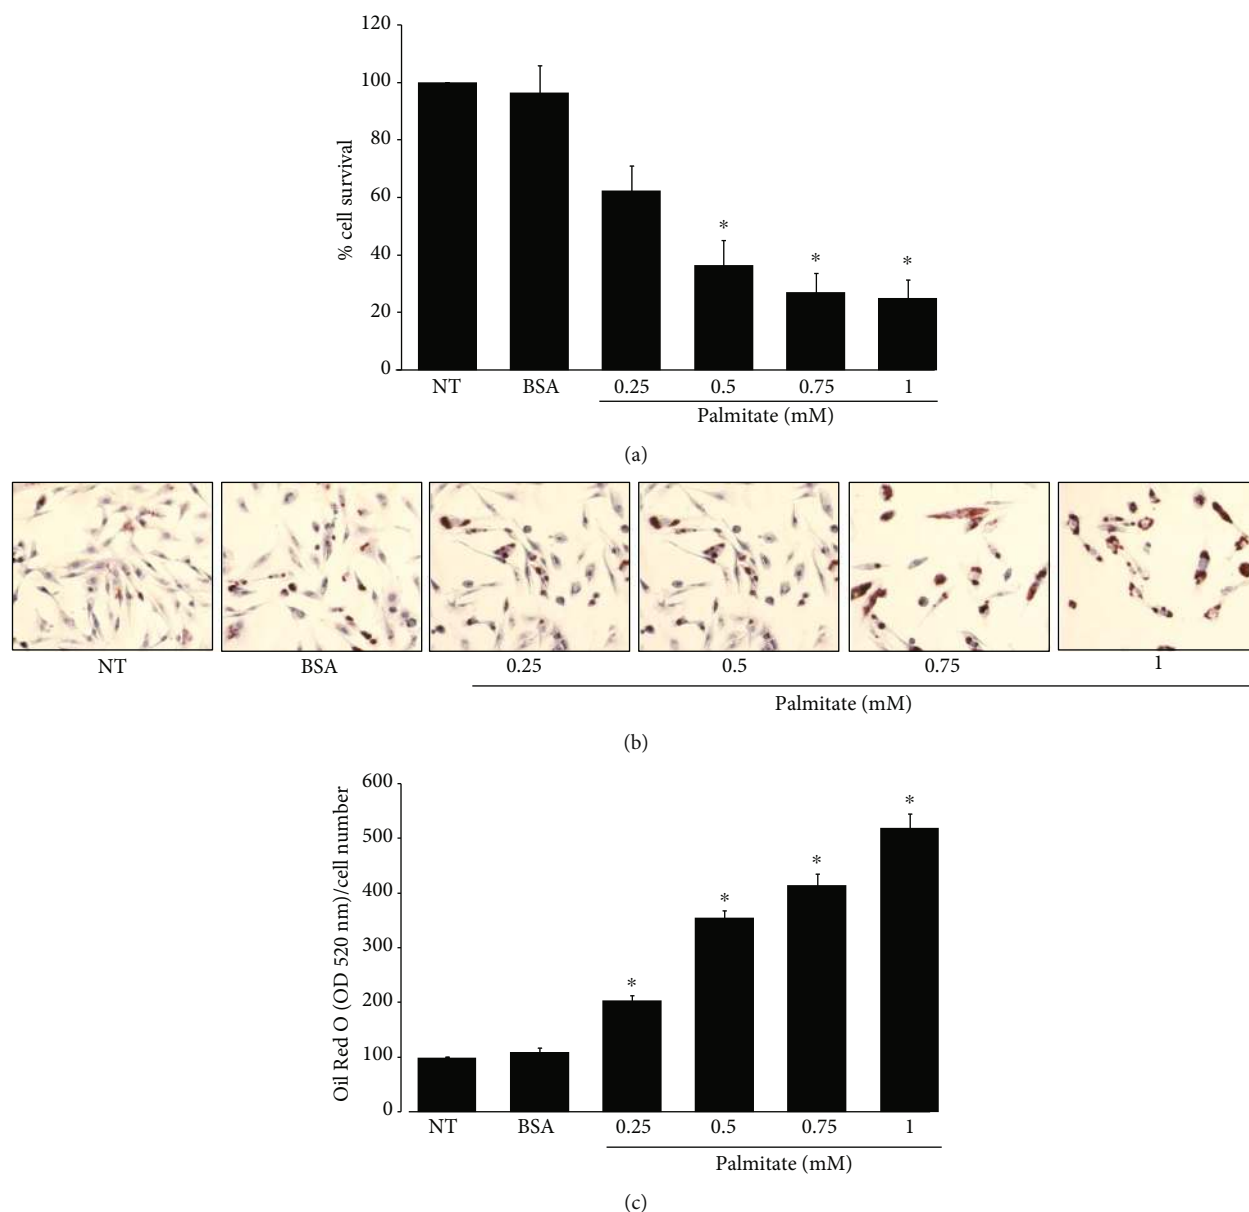 120
100
80
60
40
20
0
% cell survival
* * *
NT BSA 0.25 0.5 0.75 1
Palmitate (mM)
(a)
NT BSA 0.25 0.5 0.75 1
Palmitate (mM)
(b)
600
500
400
300
200
100
0
Oil Red O (OD 520 nm)/cell number
* * * *
NT BSA 0.25 0.5 0.75 1
Palmitate (mM)
(c)